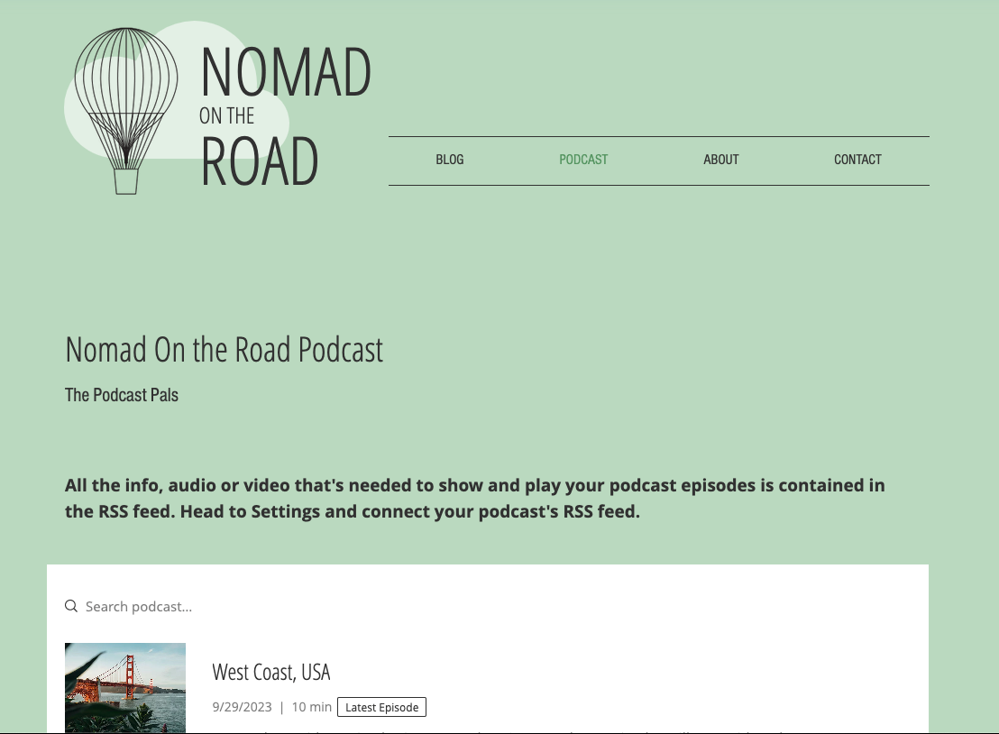 NOMAD
ON THE
ROAD
BLOG PODCAST ABOUT CONTACT
Nomad On the Road Podcast
The Podcast Pals
All the info, audio or video that's needed to show and play your podcast episodes is contained in
the RSS feed. Head to Settings and connect your podcast's RSS feed.
Search podcast...
West Coast, USA
9/29/2023 | 10 min Latest Episode